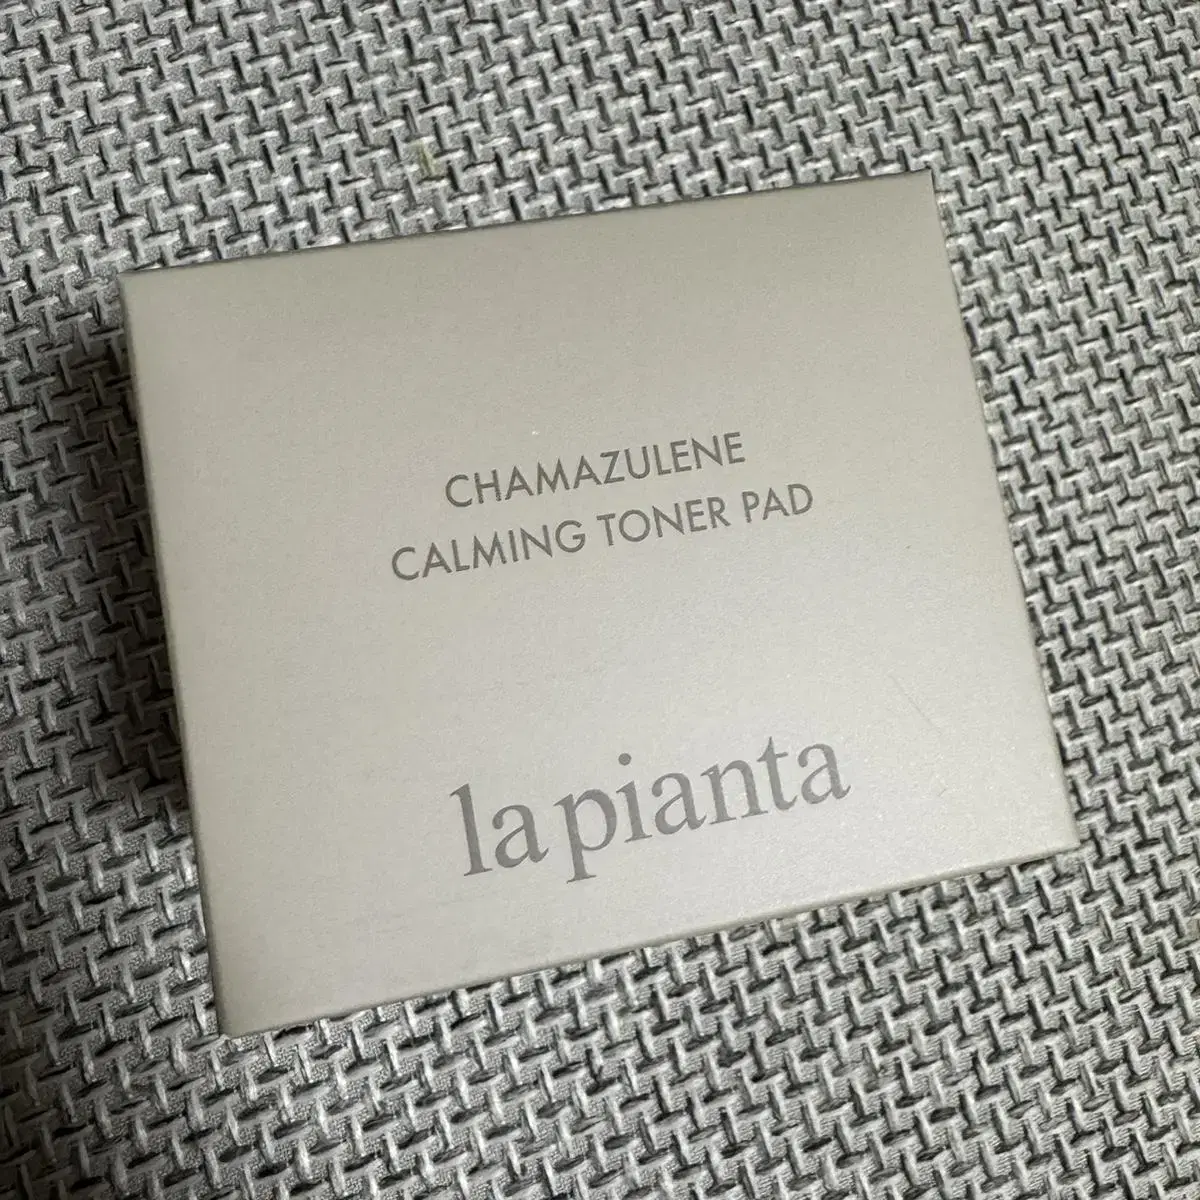 CHAMAZULENE
CALMING TONER PAD
la pianta